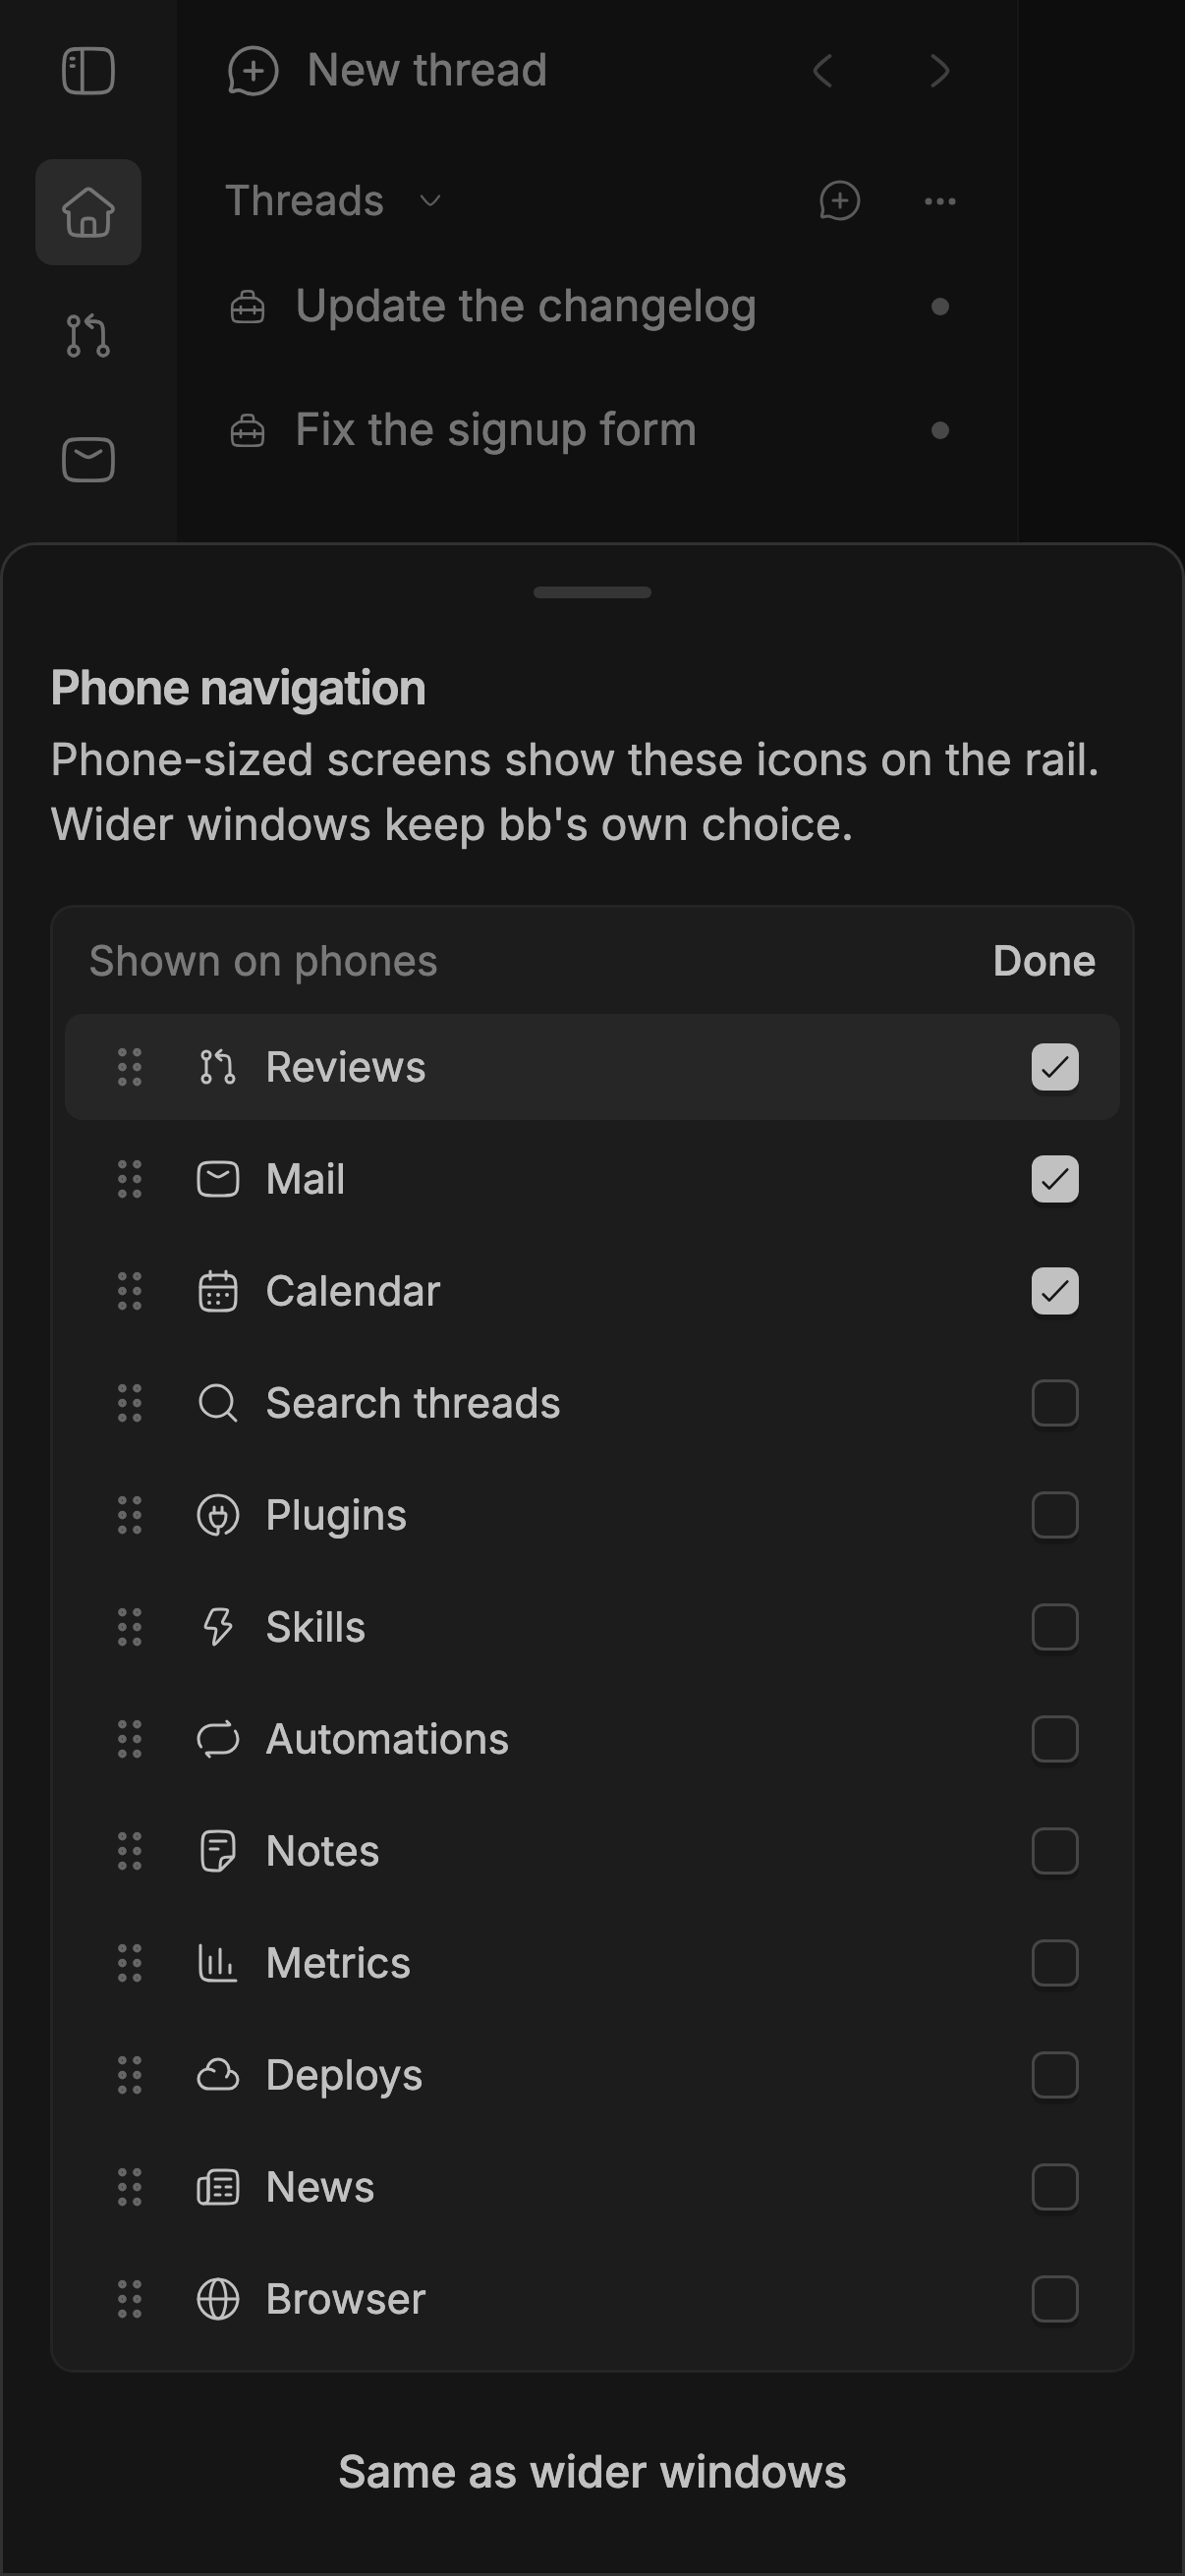 New thread
Threads
Update the changelog
Fix the signup form
Phone navigation
Phone-sized screens show these icons on the rail.
Wider windows keep bb's own choice.
Shown on phones Done
Reviews
Mail
Calendar
Search threads
Plugins
Skills
Automations
Notes
Metrics
Deploys
News
Browser
Same as wider windows